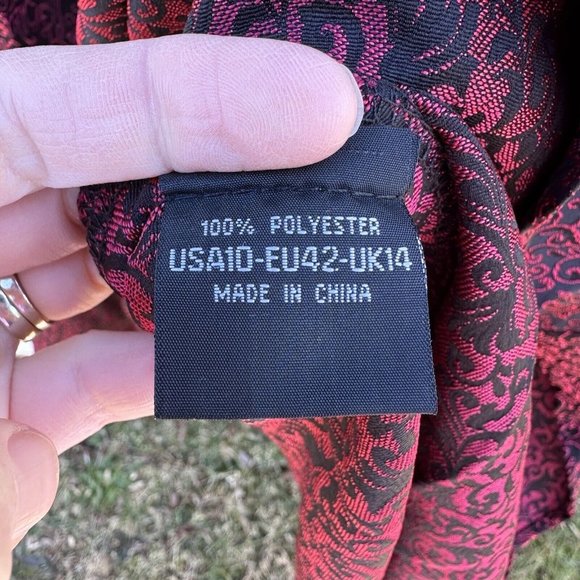 100% POLYESTER
USA10-EU42-UK14
MADE IN CHINA